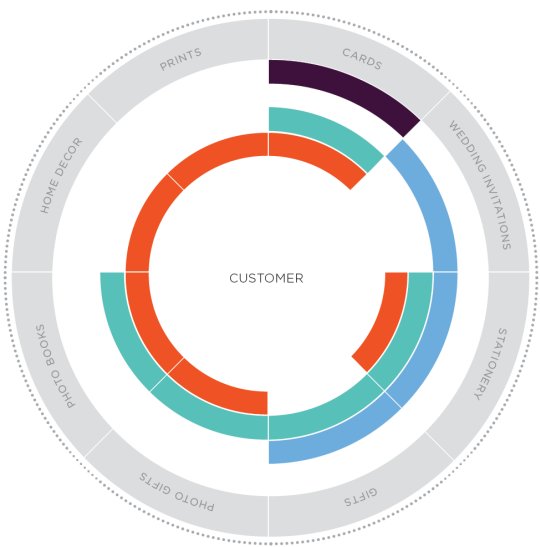 CARDS
WEDDING INVITATIONS
STATIONERY
GIFTS
PHOTO GIFTS
PHOTO BOOKS
HOME DECOR
PRINTS
CUSTOMER